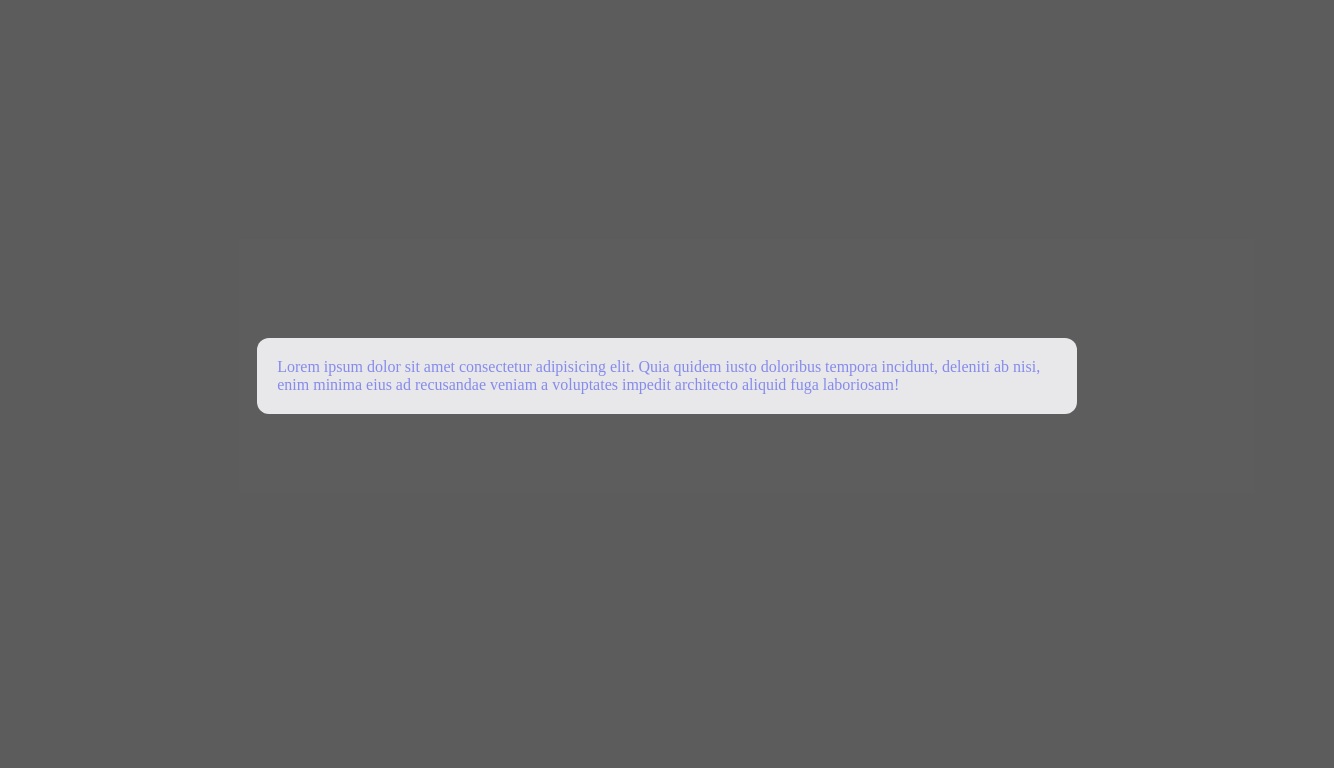 Lorem ipsum dolor sit amet consectetur adipisicing elit. Quia quidem iusto doloribus tempora incidunt, deleniti ab nisi,
enim minima eius ad recusandae veniam a voluptates impedit architecto aliquid fuga laboriosam!